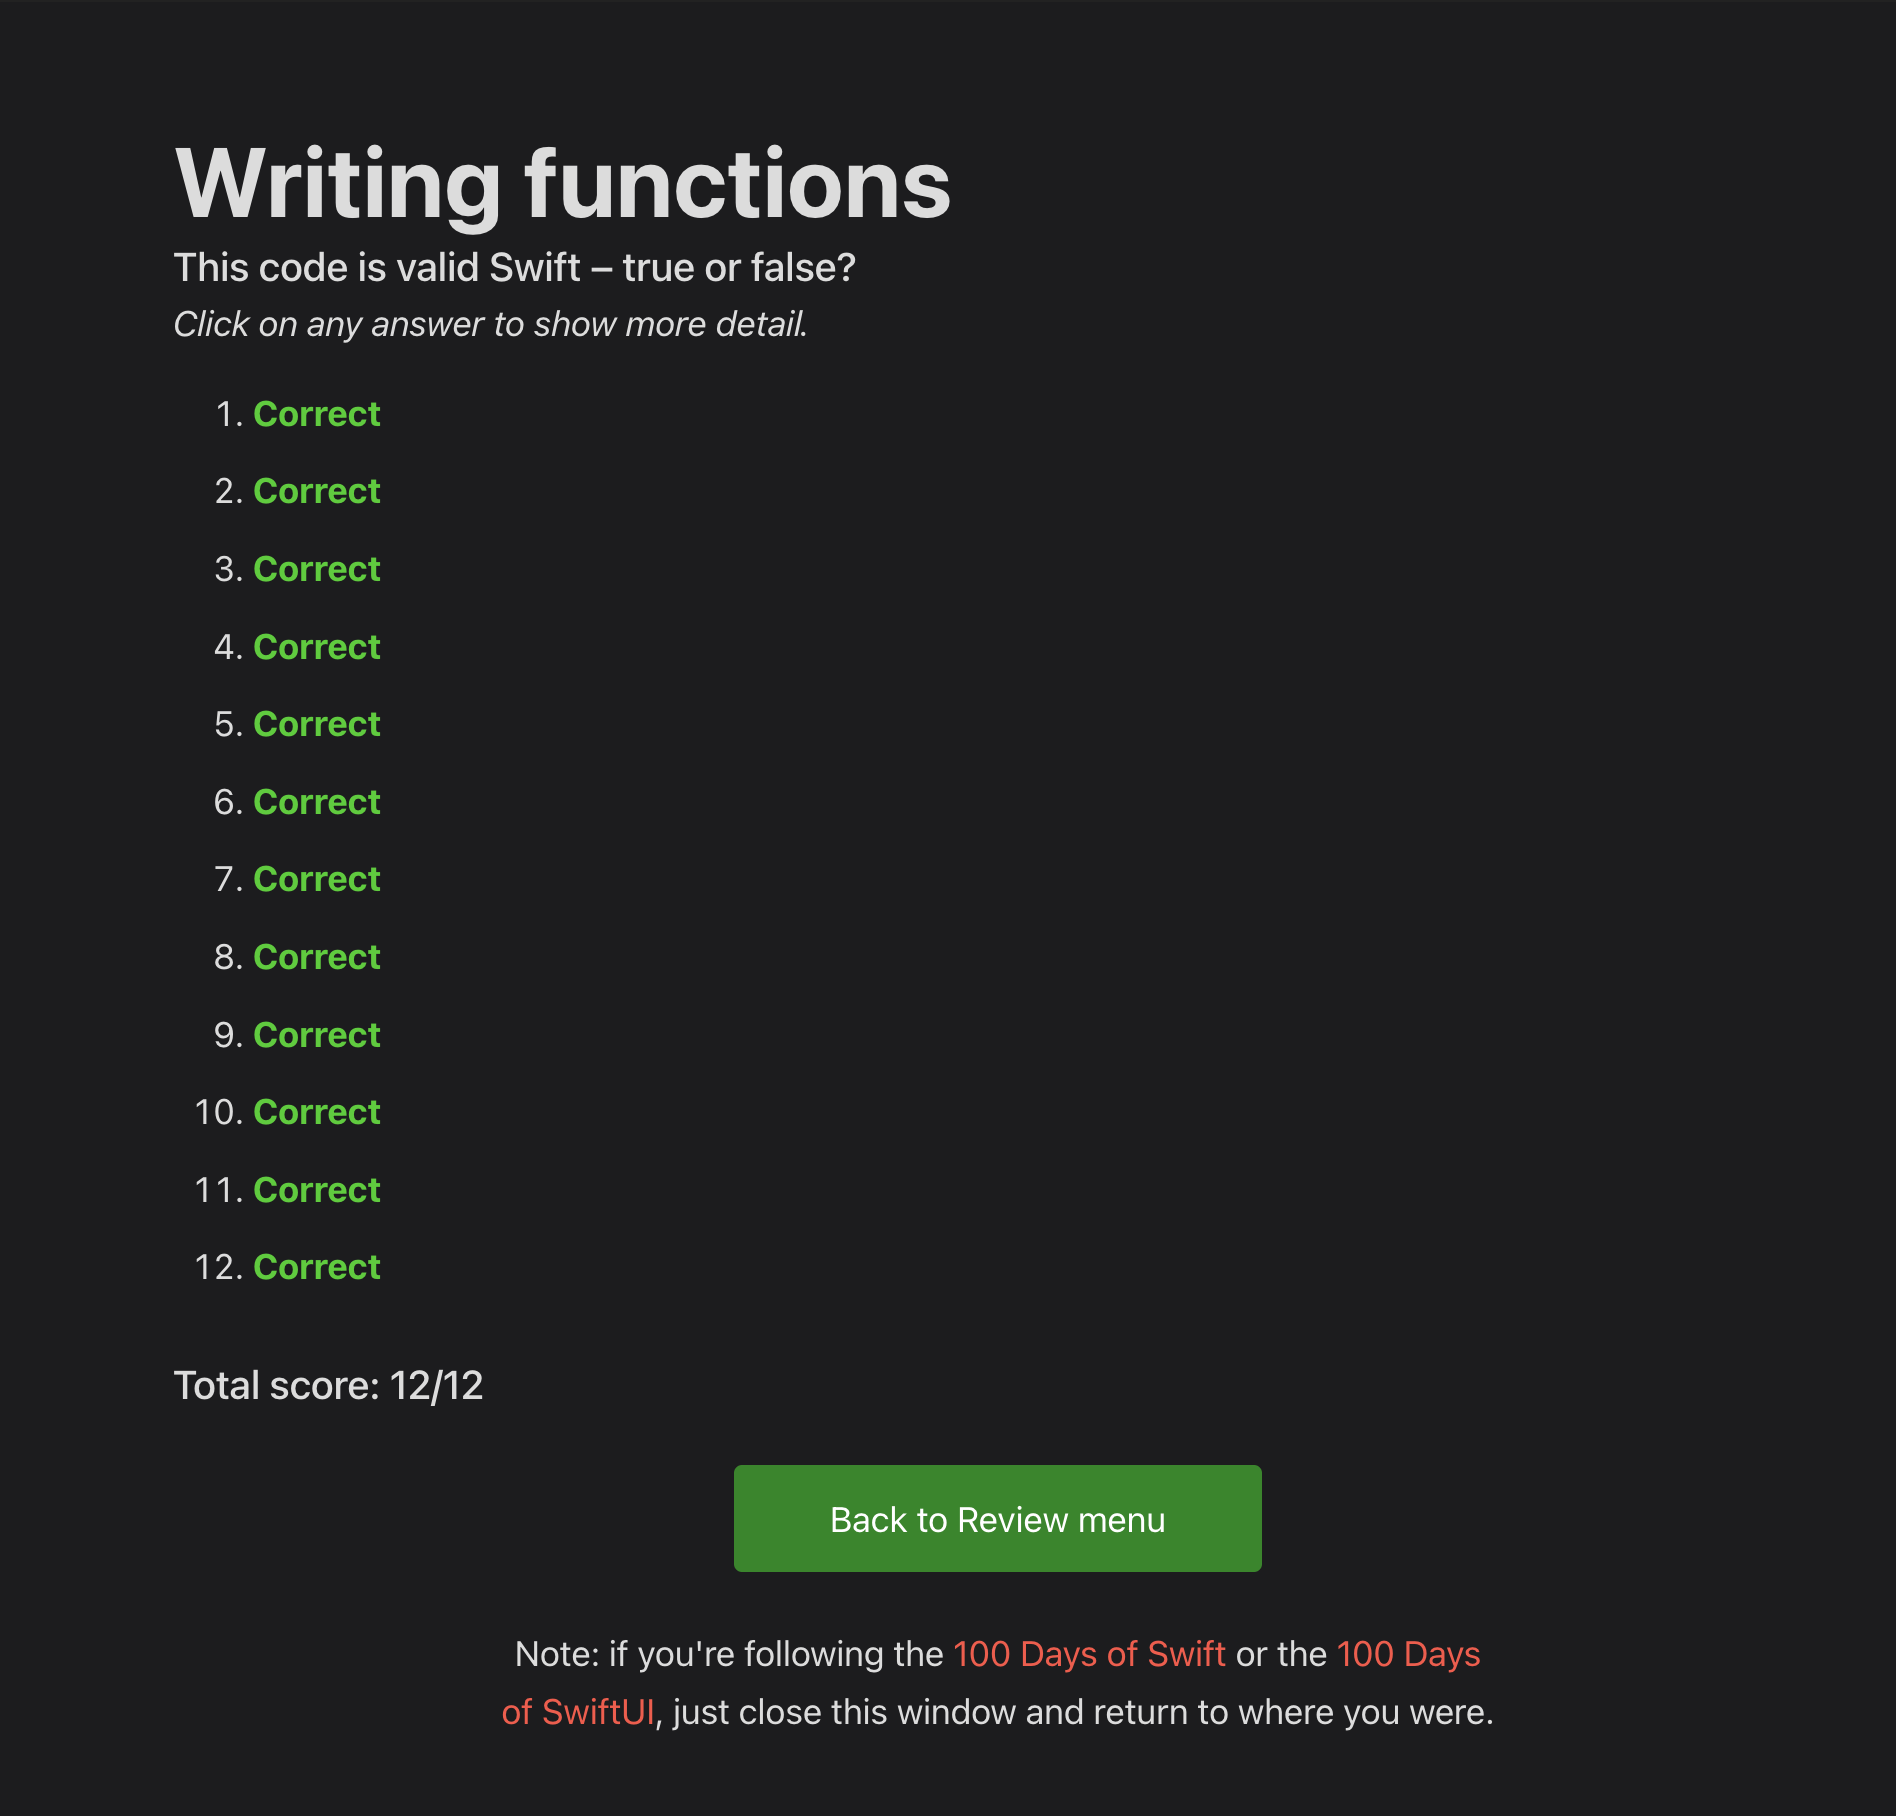 Writing functions
This code is valid Swift – true or false?
Click on any answer to show more detail.
1. Correct
2. Correct
3. Correct
4. Correct
5. Correct
6. Correct
7. Correct
8. Correct
9. Correct
10. Correct
11. Correct
12. Correct
Total score: 12/12
Back to Review menu
Note: if you're following the 100 Days of Swift or the 100 Days
of SwiftUI, just close this window and return to where you were.